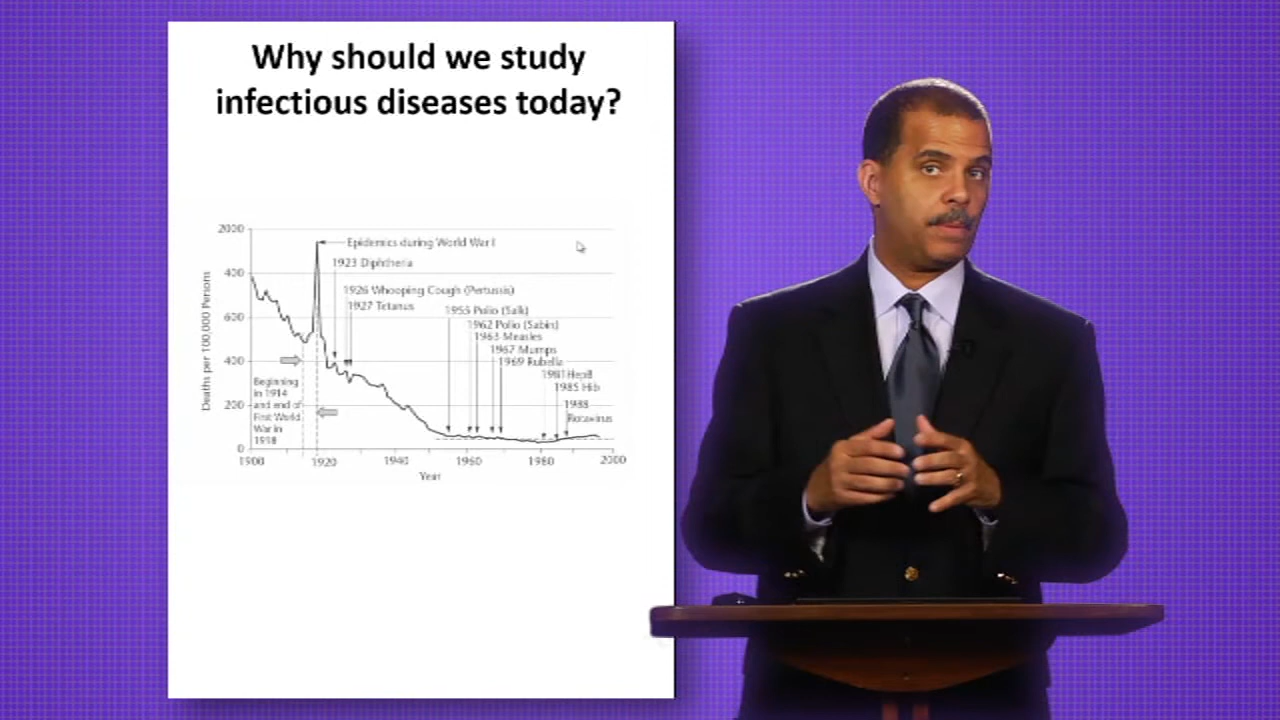 Why should we study
infectious diseases today?
2000
Epidemics during World War I
1923 Diphtheria
400
1926 Whooping Cough (Pertussis)
1927 Tetanus
1955 Polio (Salk)
600
1962 Polio (Sabin)
1963 Measles
1967 Mumps
400
1969 Rubella
1981 HepB
Beginning
1985 Hib
in 1914
200
and end of
1988
First World
Rotavirus
War in
1918
0
1900
1920
1940
1960
1980
2000
Year
Deaths per 100,000 Persons